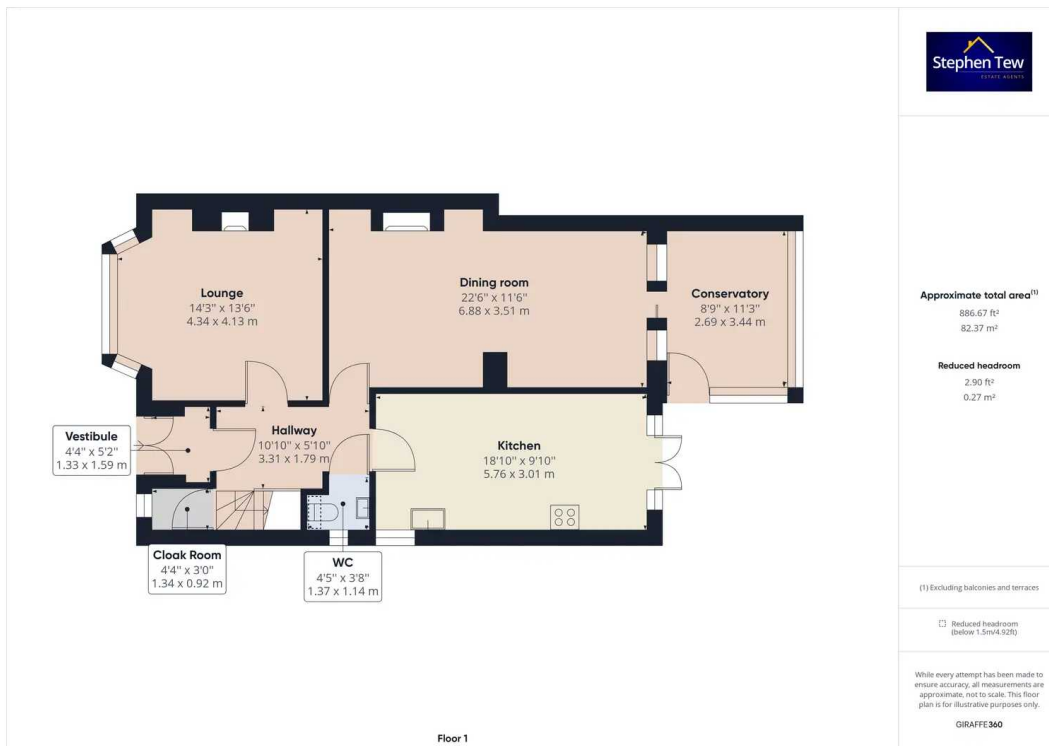 Stephen Tew
ESTATE AGENTS
Lounge
14'3" x 13'6"
4.34 x 4.13 m
Dining room
22'6" x 11'6"
6.88 x 3.51 m
Conservatory
8'9" x 11'3"
2.69 x 3.44 m
Vestibule
4'4" x 5'2"
1.33 x 1.59 m
Hallway
10'10" x 5'10"
3.31 x 1.79 m
Kitchen
18'10" x 9'10"
5.76 x 3.01 m
Cloak Room
4'4" x 3'0"
1.34 x 0.92 m
WC
4'5" x 3'8"
1.37 x 1.14 m
Floor 1
Approximate total area(1)
886.67 ft²
82.37 m²
Reduced headroom
2.90 ft²
0.27 m²
(1) Excluding balconies and terraces
Reduced headroom
(below 1.5m/4.92ft)
While every attempt has been made to
ensure accuracy, all measurements are
approximate, not to scale. This floor
plan is for illustrative purposes only.
GIRAFFE360